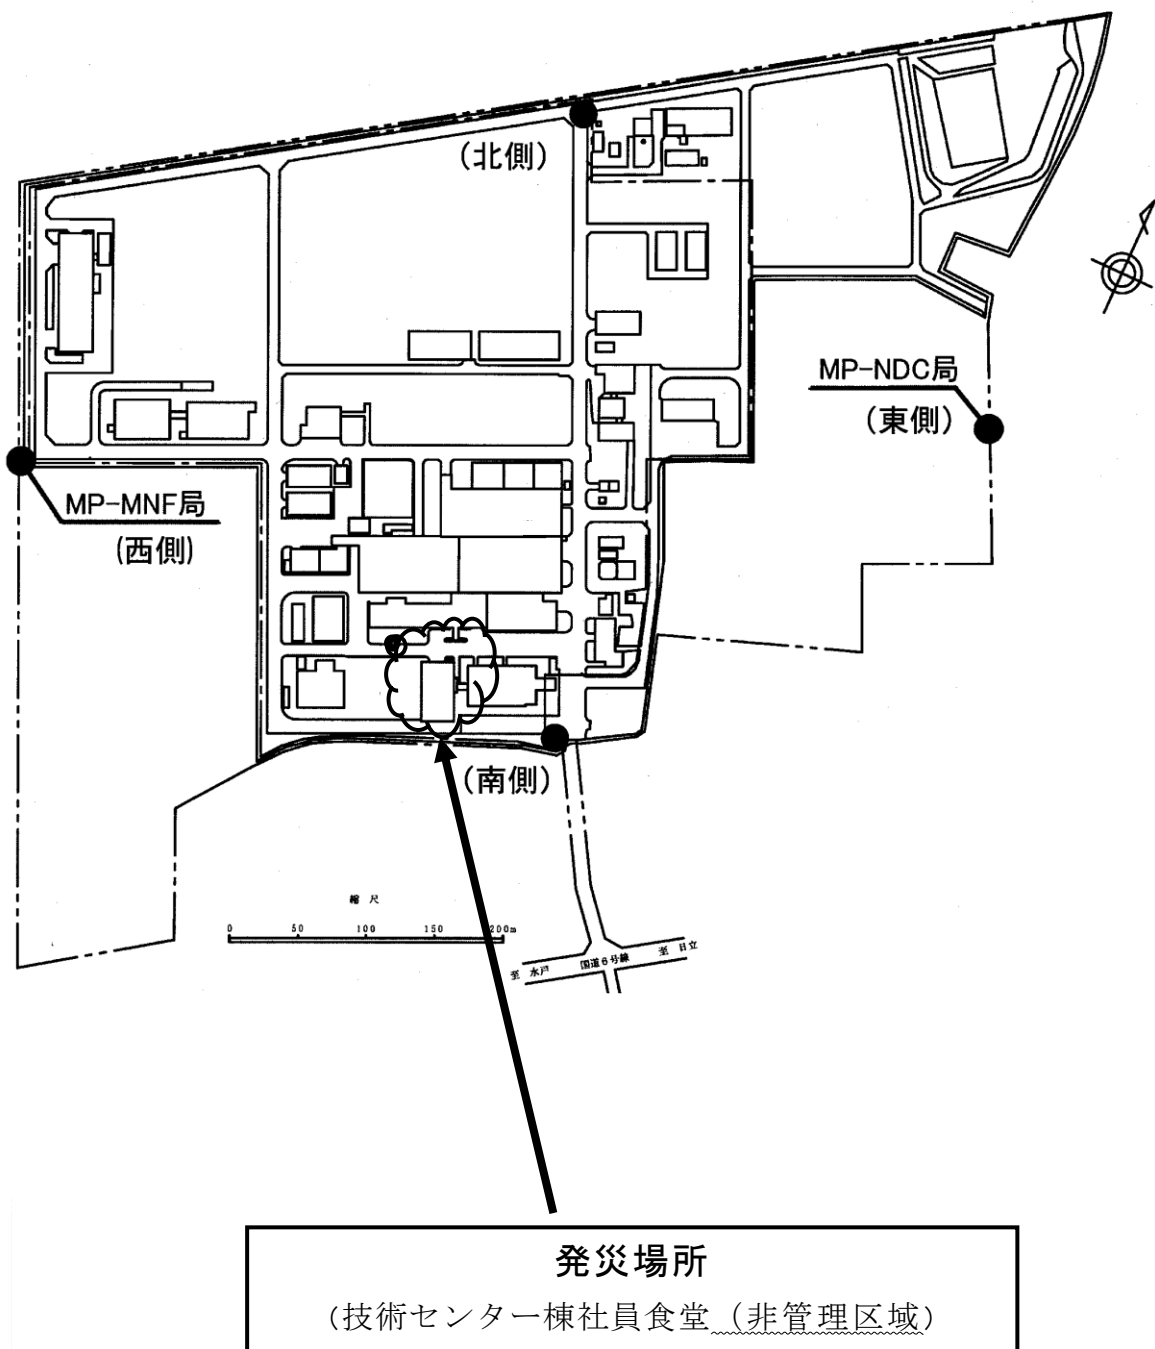 (北側)
MP-NDC局
(東側)
MP-MNF局
(西側)
(南側)
縮尺
0 50 100 150 200m
至 水戸 国道6号線 至 日立
発災場所
(技術センター棟社員食堂(非管理区域)